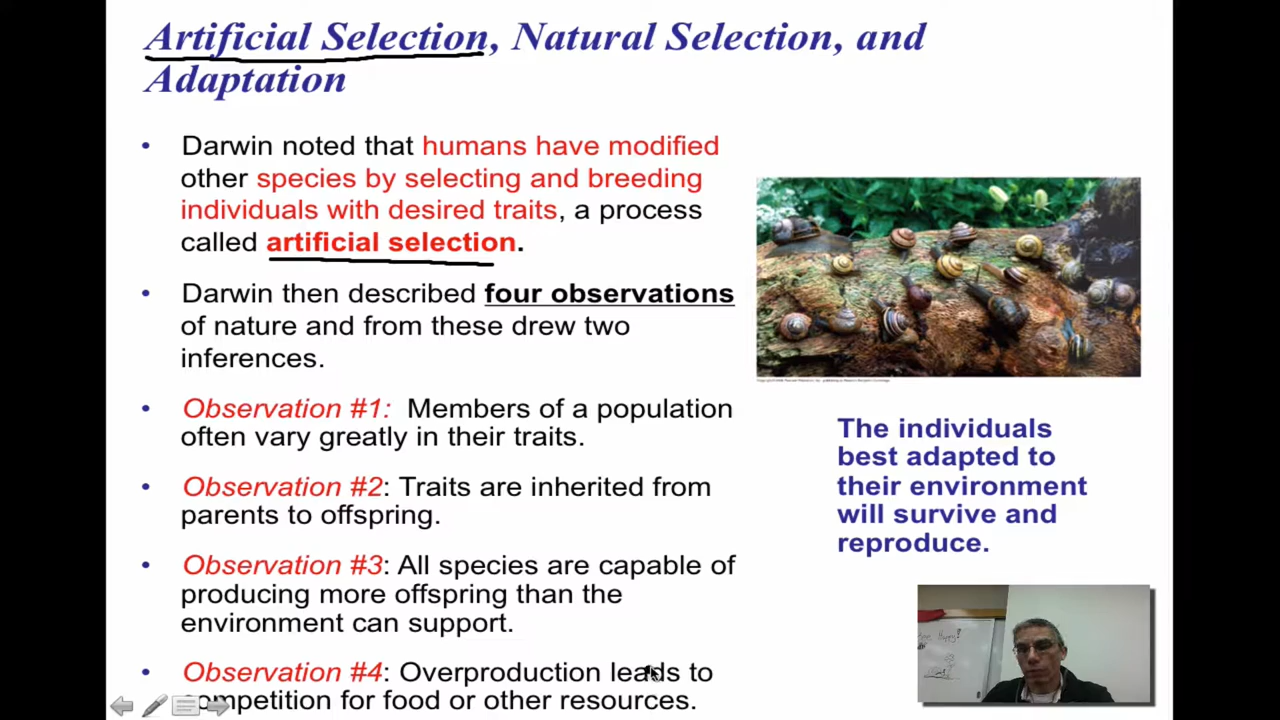 Artificial Selection, Natural Selection, and
Adaptation
• Darwin noted that humans have modified
other species by selecting and breeding
individuals with desired traits, a process
called artificial selection.
• Darwin then described four observations
of nature and from these drew two
inferences.
• Observation #1: Members of a population
often vary greatly in their traits.
• Observation #2: Traits are inherited from
parents to offspring.
• Observation #3: All species are capable of
producing more offspring than the
environment can support.
• Observation #4: Overproduction leads to
competition for food or other resources.
The individuals
best adapted to
their environment
will survive and
reproduce.